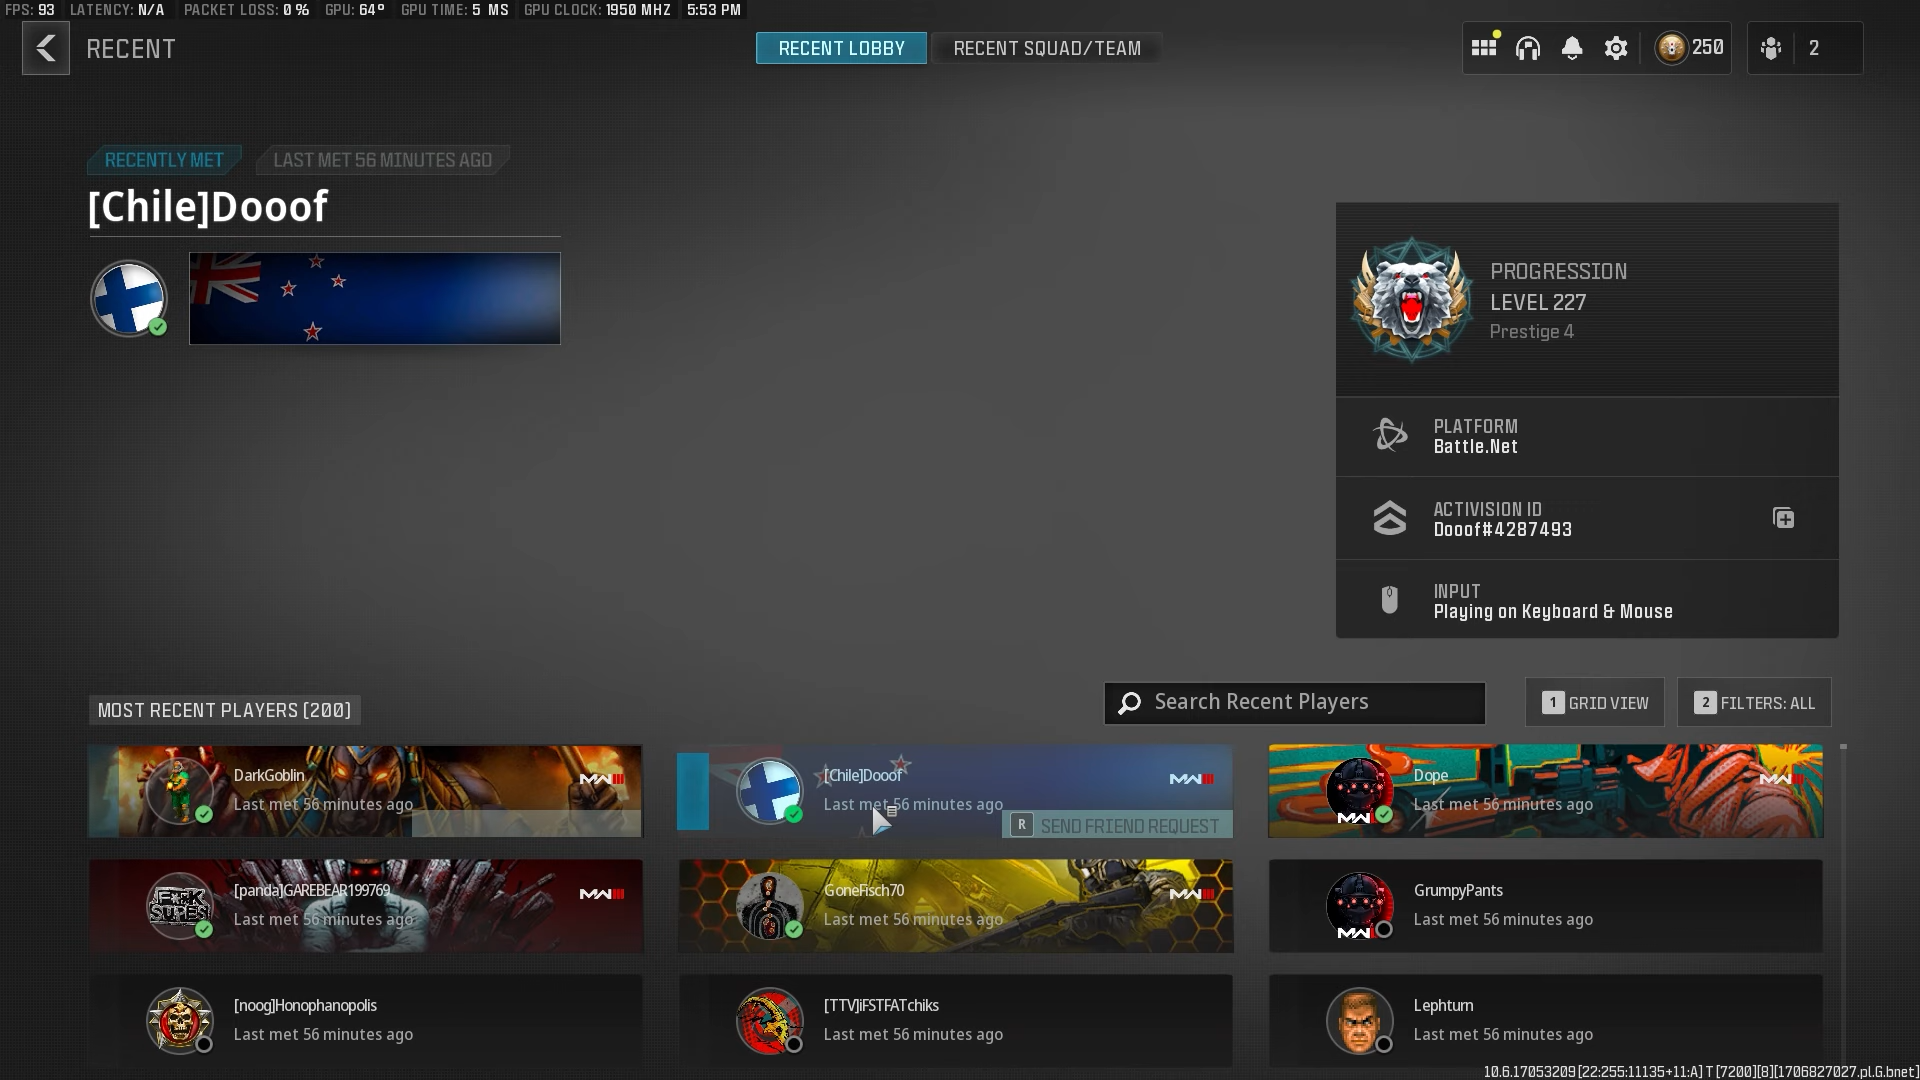 FPS: 93 LATENCY: N/A PACKET LOSS: 0 % GPU: 64° GPU TIME: 5 MS GPU CLOCK: 1950 MHZ 5:53 PM
RECENT
RECENT LOBBY
RECENT SQUAD/TEAM
250
2
RECENTLY MET
LAST MET 56 MINUTES AGO
[Chile]Dooof
PROGRESSION
LEVEL 227
Prestige 4
PLATFORM
Battle.Net
ACTIVISION ID
Dooof#4287493
INPUT
Playing on Keyboard & Mouse
MOST RECENT PLAYERS [200]
Search Recent Players
1 GRID VIEW
2 FILTERS: ALL
DarkGoblin
Last met 56 minutes ago
MWIII
[Chile]Dooof
Last met 56 minutes ago
MWIII
R SEND FRIEND REQUEST
Dope
Last met 56 minutes ago
MWIII
[panda]GAREBEAR199769
Last met 56 minutes ago
MWIII
F*K SUPES
GoneFisch70
Last met 56 minutes ago
MWIII
GrumpyPants
Last met 56 minutes ago
[noog]Honophanopolis
Last met 56 minutes ago
[TTV]iFSTFATchiks
Last met 56 minutes ago
Lephturn
Last met 56 minutes ago
10.6.17053209[22:255:11135+11:A] T [7200][8][1706827027.pl.G.bnet]